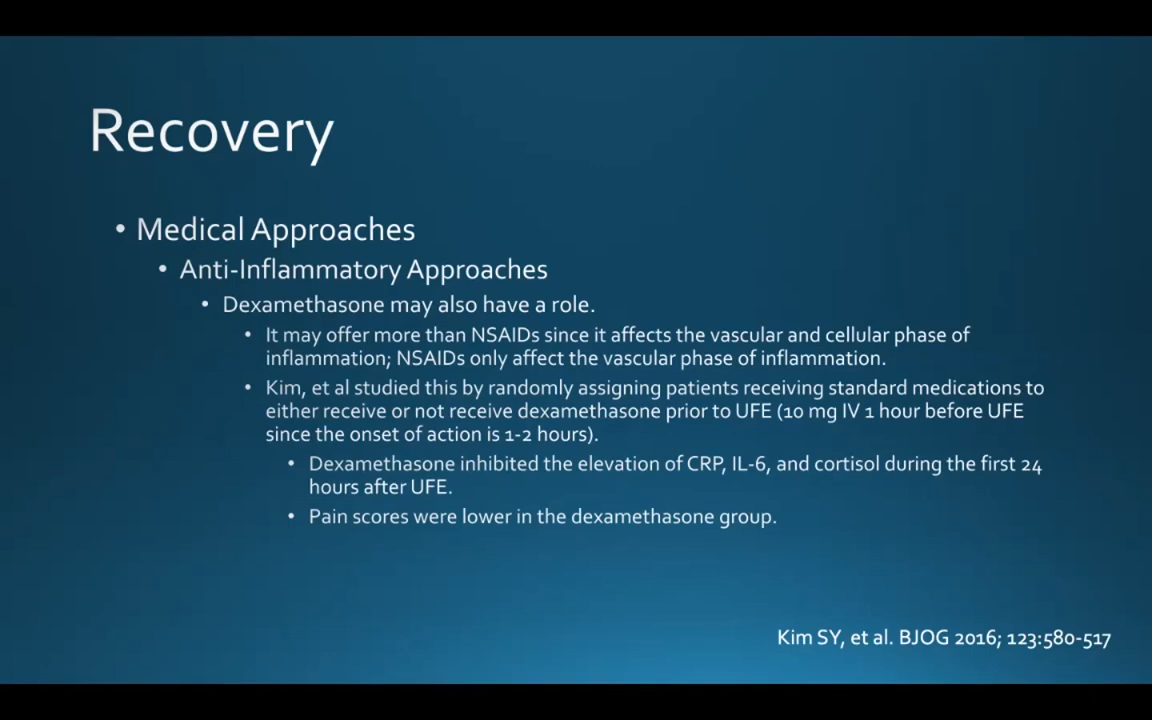 Recovery
• Medical Approaches
• Anti-Inflammatory Approaches
• Dexamethasone may also have a role.
• It may offer more than NSAIDs since it affects the vascular and cellular phase of
inflammation; NSAIDs only affect the vascular phase of inflammation.
• Kim, et al studied this by randomly assigning patients receiving standard medications to
either receive or not receive dexamethasone prior to UFE (10 mg IV 1 hour before UFE
since the onset of action is 1-2 hours).
• Dexamethasone inhibited the elevation of CRP, IL-6, and cortisol during the first 24
hours after UFE.
• Pain scores were lower in the dexamethasone group.
Kim SY, et al. BJOG 2016; 123:580-517